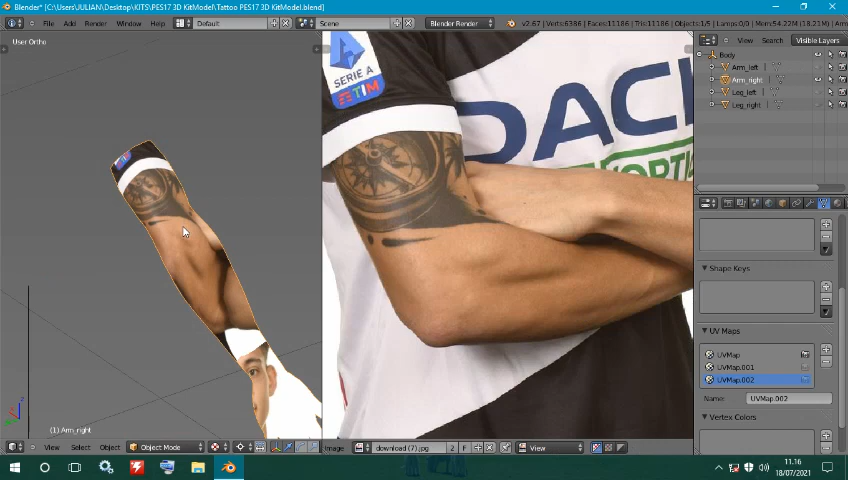 Blender* [C:\Users\JULIAN\Desktop\KITS\PES17 3D KitModel\Tattoo PES17 3D KitModel.blend]
File Add Render Window Help Default Scene Blender Render v2.67 | Verts:6386 | Faces:11186 | Tris:11186 | Objects:1/5 | Lamps:0/0 | Mem:54.22M (18.21M) | Arm_right
User Ortho
View Search Visible Layers
Body
Arm_left
Arm_right
Leg_left
Leg_right
SERIE A
TIM
DACI
Shape Keys
UV Maps
UVMap
UVMap.001
UVMap.002
Name: UVMap.002
Vertex Colors
(1) Arm_right
View Select Object Object Mode
Image download (7).jpg 2 F View
11.16
18/07/2021